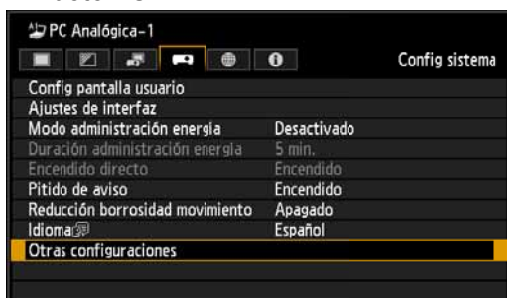 PC Analógica-1
Config sistema
Config pantalla usuario
Ajustes de interfaz
Modo administración energía Desactivado
Duración administración energía 5 min.
Encendido directo Encendido
Pitido de aviso Encendido
Reducción borrosidad movimiento Apagado
Idioma Español
Otras configuraciones